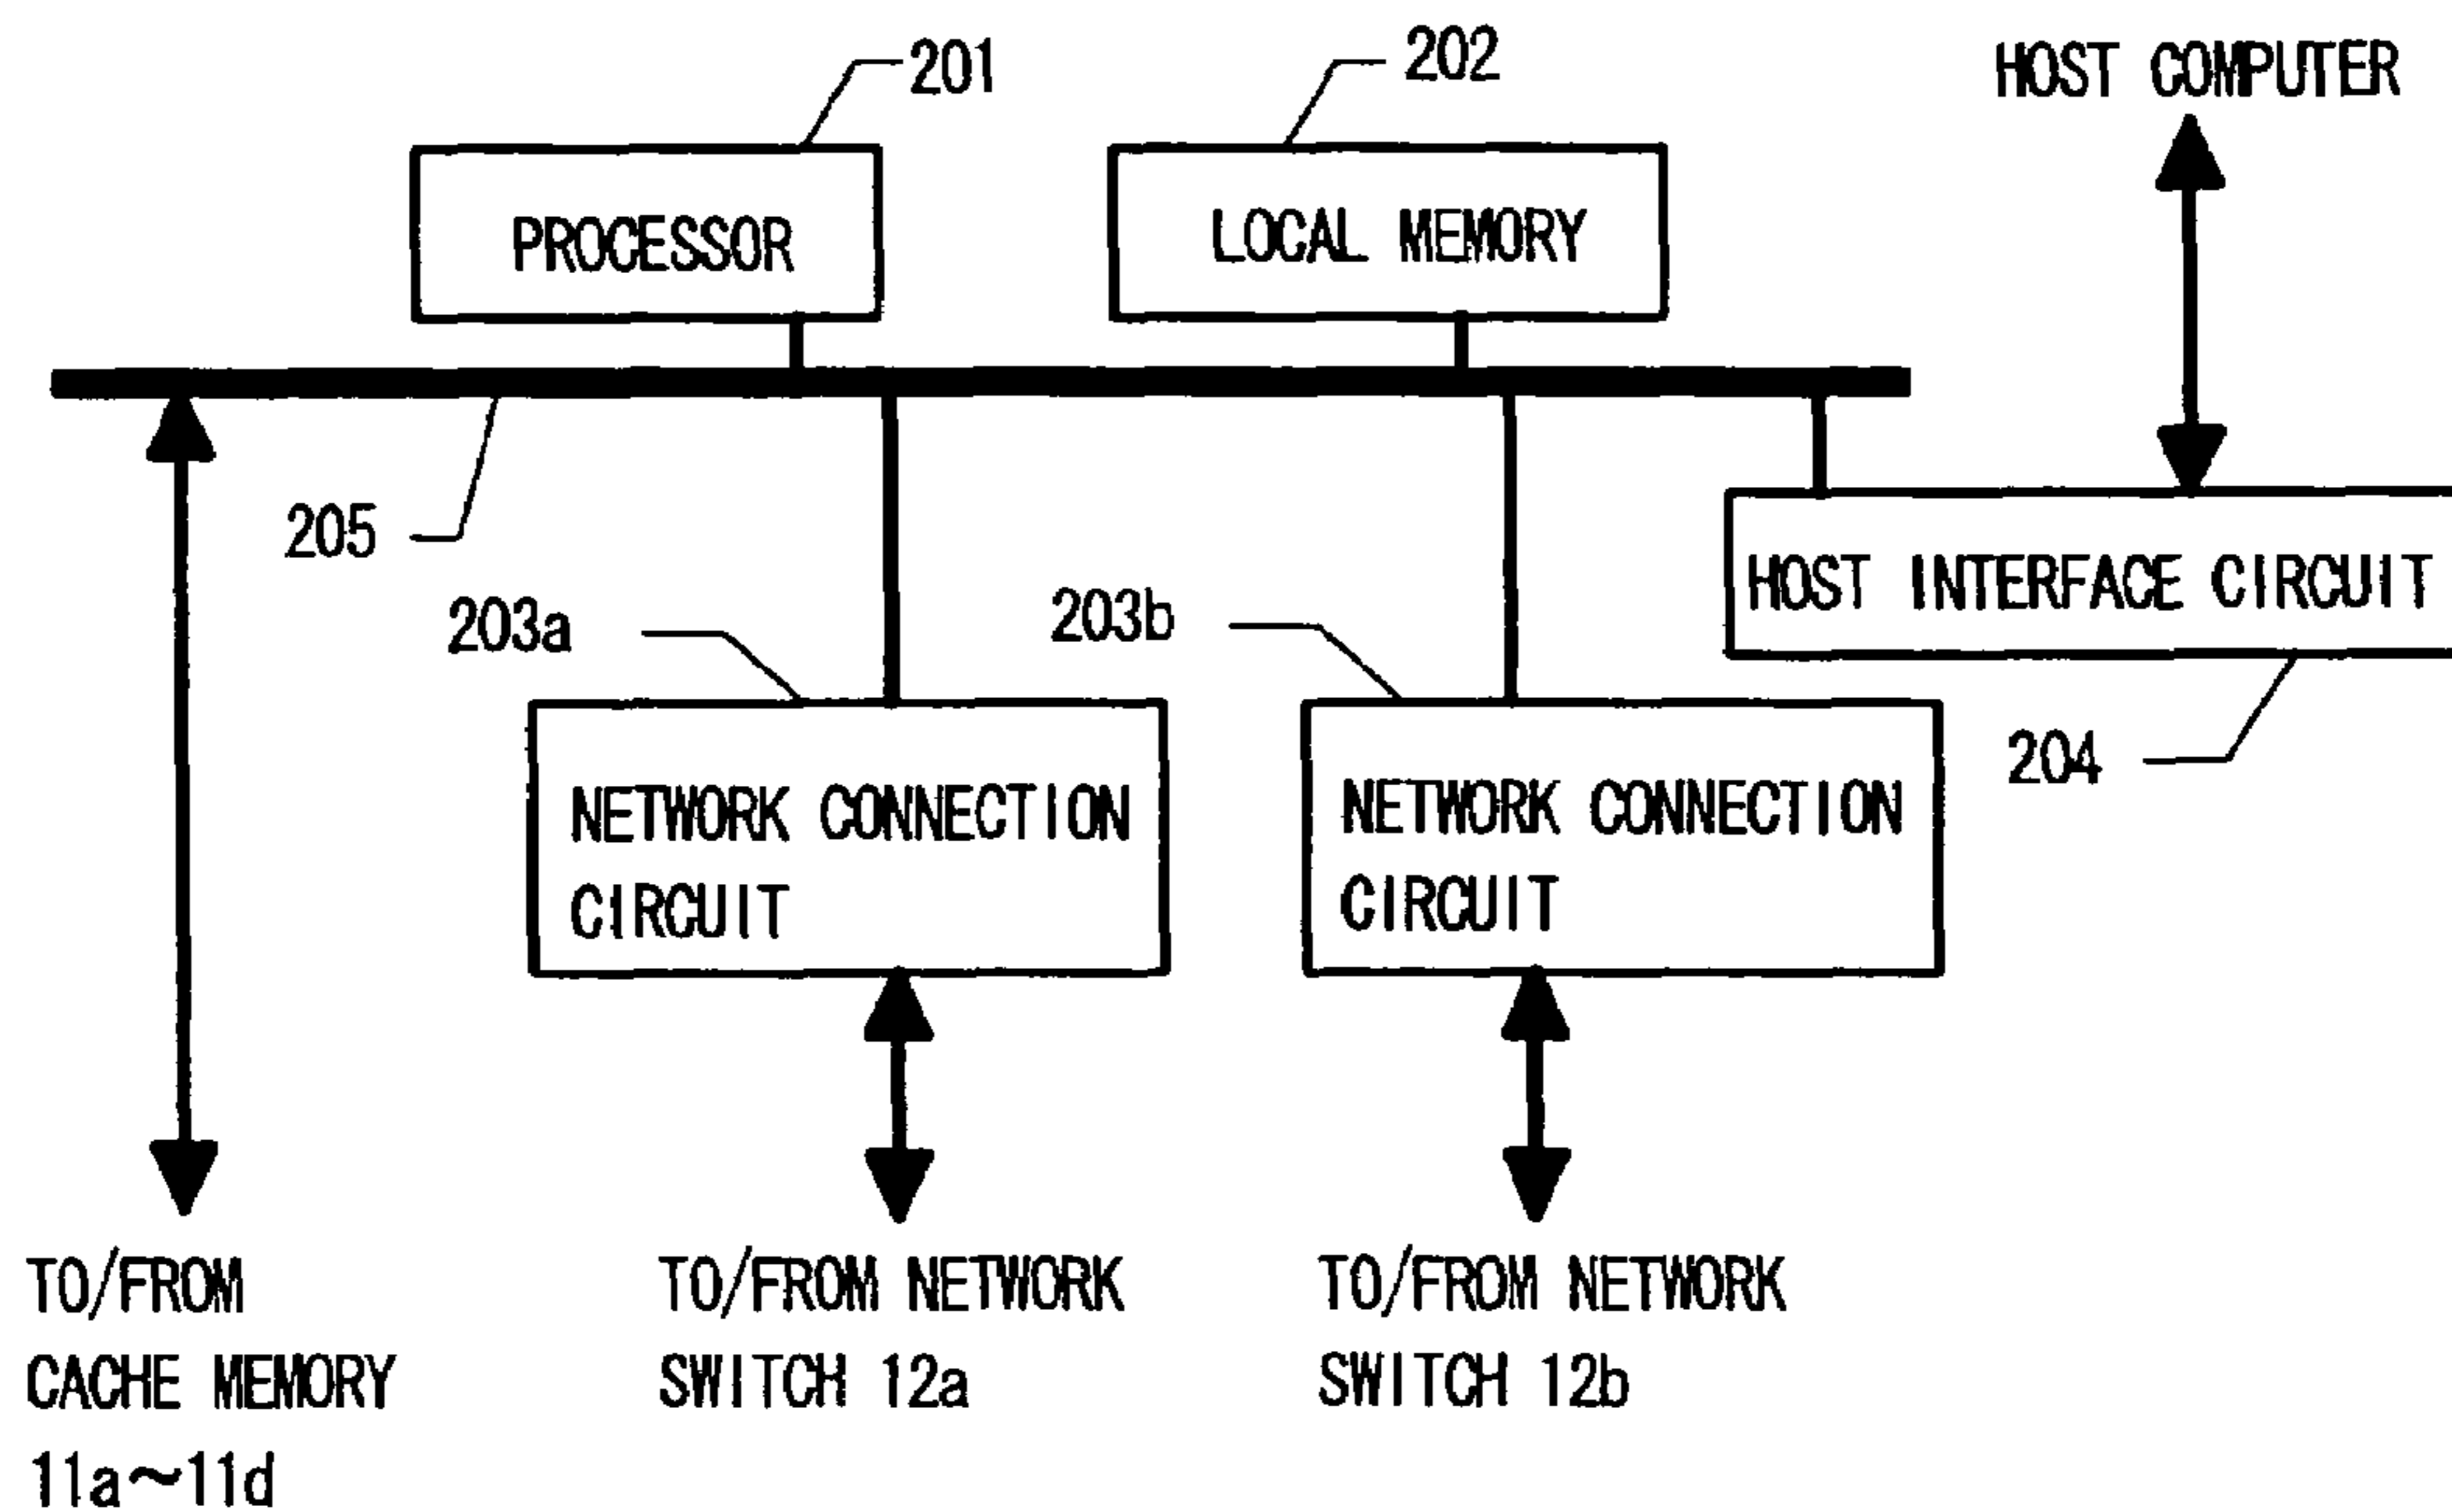 201
202
HOST COMPUTER
PROCESSOR
LOCAL MEMORY
205
HOST INTERFACE CIRCUIT
203a
203b
204
NETWORK CONNECTION
CIRCUIT
NETWORK CONNECTION
CIRCUIT
TO/FROM
CACHE MEMORY
11a~11d
TO/FROM NETWORK
SWITCH 12a
TO/FROM NETWORK
SWITCH 12b